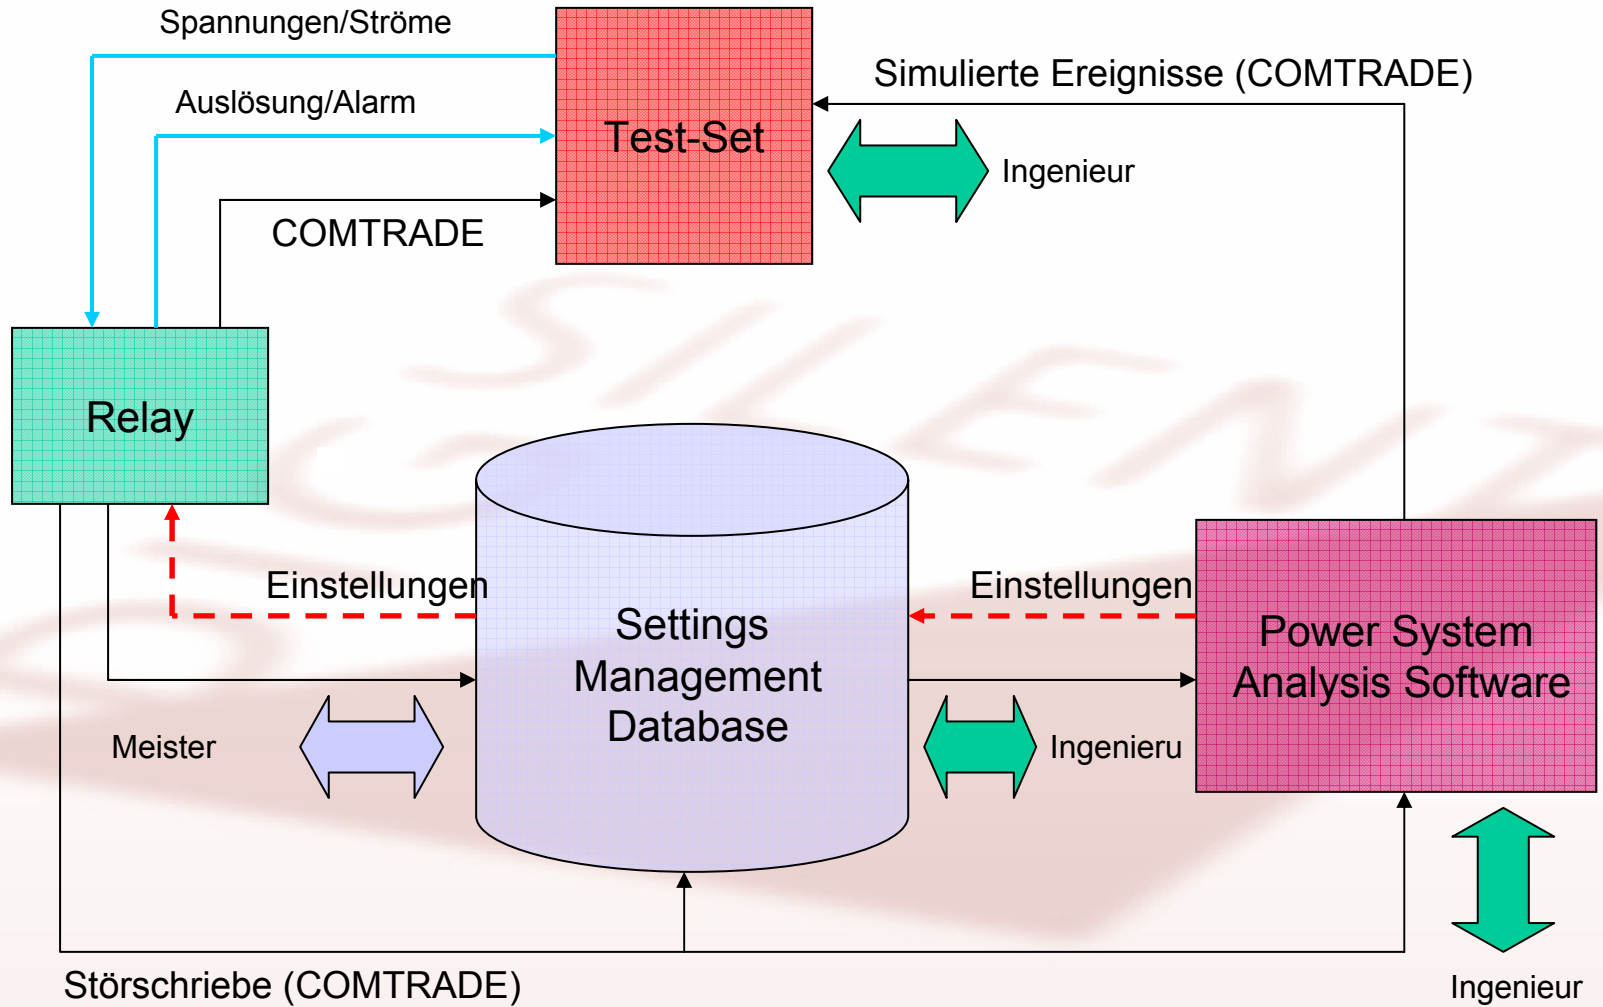 Spannungen/Ströme
Simulierte Ereignisse (COMTRADE)
Auslösung/Alarm
Test-Set
Ingenieur
COMTRADE
DIgSILENT
Relay
Einstellungen
Einstellungen
Settings
Management
Database
Power System
Analysis Software
Meister
Ingenieru
Störschriebe (COMTRADE)
Ingenieur